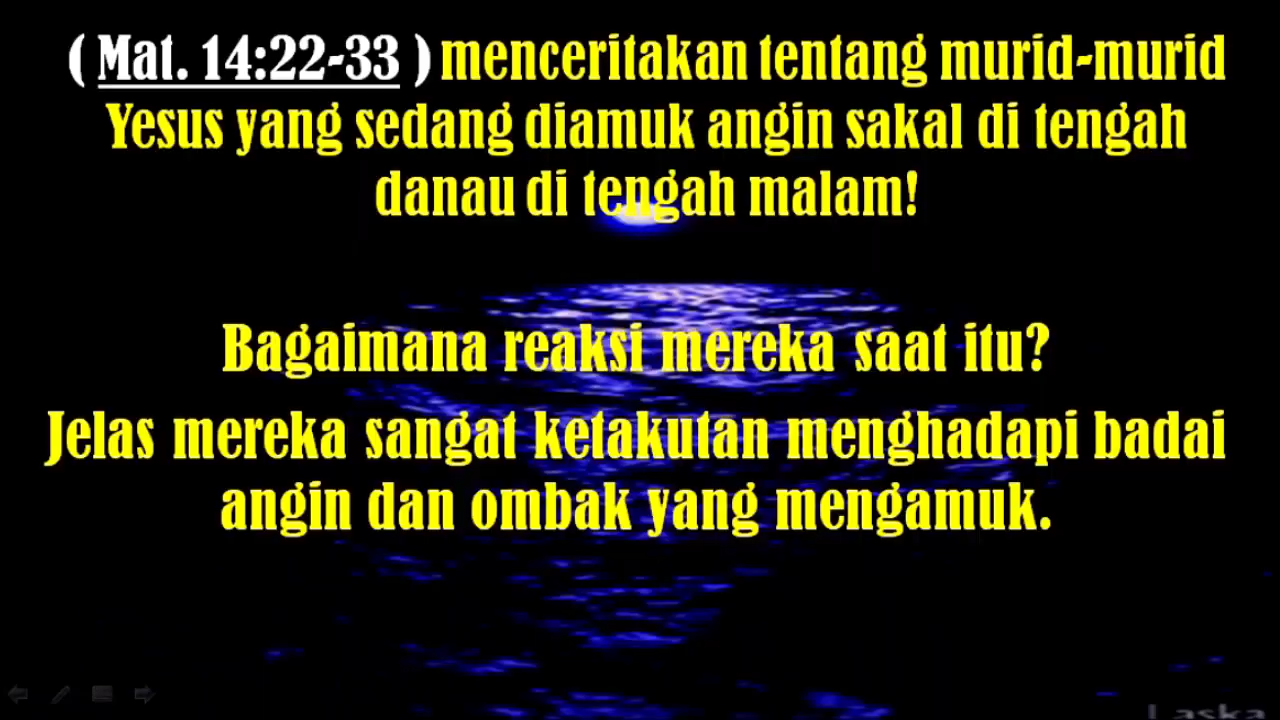 ( Mat. 14:22-33 ) menceritakan tentang murid-murid
Yesus yang sedang diamuk angin sakal di tengah
danau di tengah malam!
Bagaimana reaksi mereka saat itu?
Jelas mereka sangat ketakutan menghadapi badai
angin dan ombak yang mengamuk.
Laska